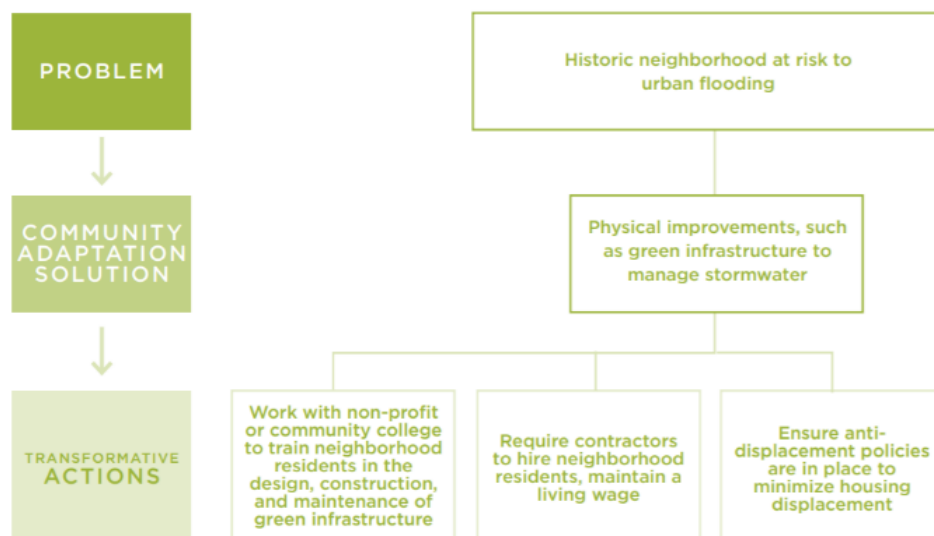 PROBLEM
Historic neighborhood at risk to
urban flooding
COMMUNITY
ADAPTATION
SOLUTION
Physical improvements, such
as green infrastructure to
manage stormwater
TRANSFORMATIVE
ACTIONS
Work with non-profit
or community college
to train neighborhood
residents in the
design, construction,
and maintenance of
green infrastructure
Require contractors
to hire neighborhood
residents, maintain a
living wage
Ensure anti-
displacement policies
are in place to
minimize housing
displacement